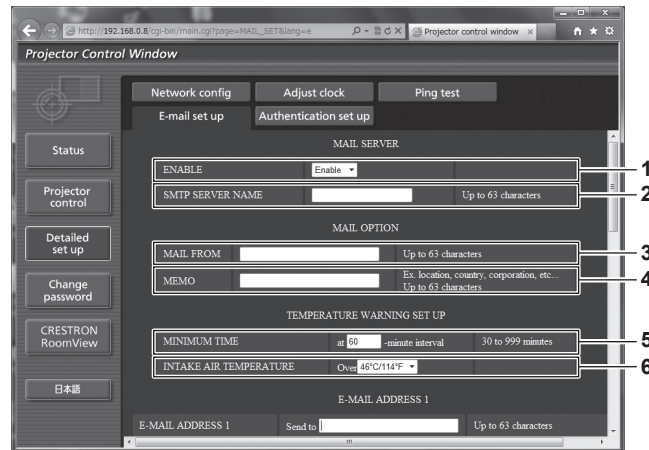 http://192.168.0.8/cgi-bin/main.cgi?page=MAIL_SET&lang=e
Projector control window
Projector Control Window
Network config Adjust clock Ping test
E-mail set up Authentication set up
Status
Projector control
Detailed set up
Change password
CRESTRON RoomView
日本語
MAIL SERVER
ENABLE Enable 1
SMTP SERVER NAME Up to 63 characters 2
MAIL OPTION
MAIL FROM Up to 63 characters 3
MEMO Ex. location, country, corporation, etc... 4
Up to 63 characters
TEMPERATURE WARNING SET UP
MINIMUM TIME at 60 -minute interval 30 to 999 minutes 5
INTAKE AIR TEMPERATURE Over 46°C/114°F 6
E-MAIL ADDRESS 1
E-MAIL ADDRESS 1 Send to Up to 63 characters